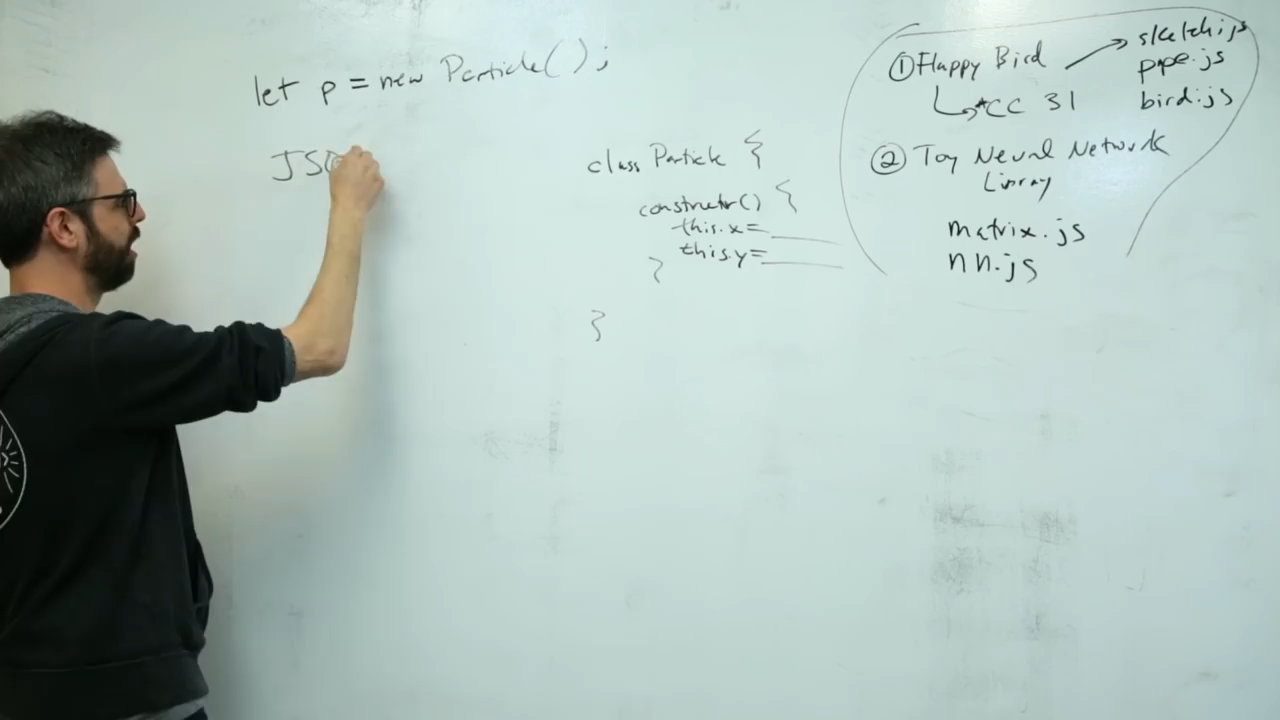 let p = new Particle();
JSO
class Particle {
constructor() {
this.x=
this.y=
}
}
① Flappy Bird → sketch.js
pipe.js
↳ *CC 31 bird.js
② Toy Neural Network
Library
matrix.js
nn.js